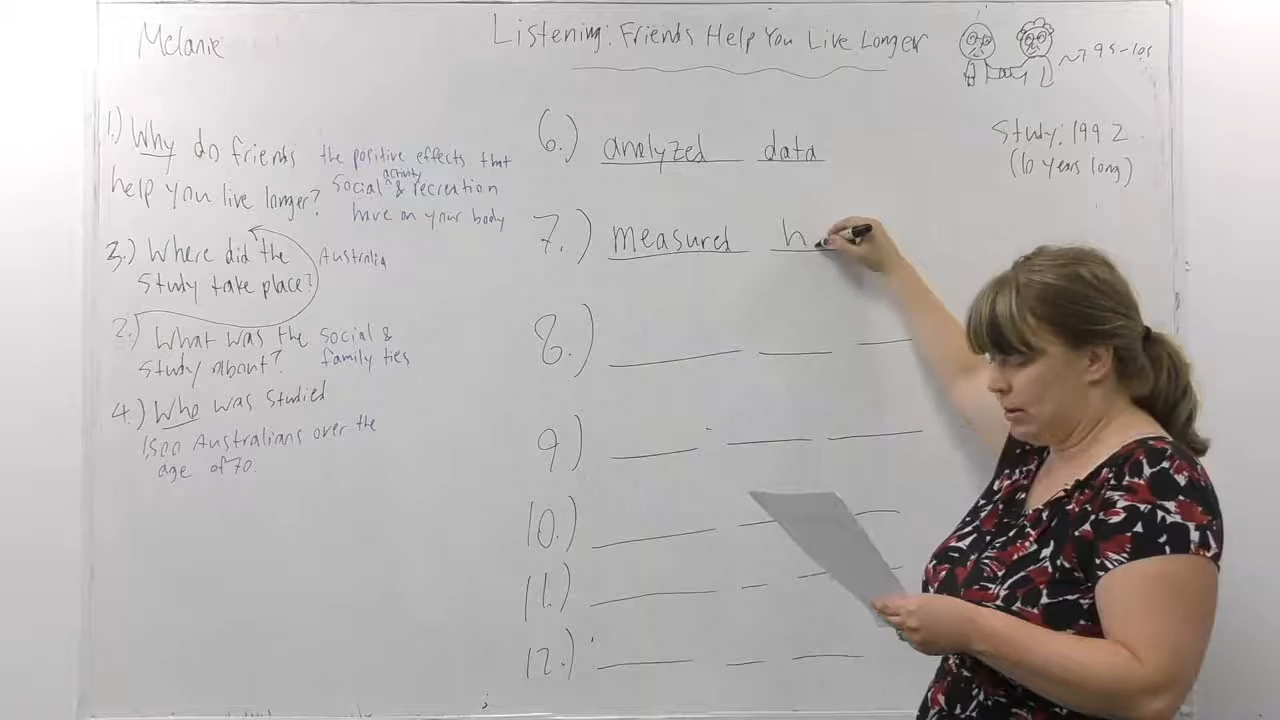 Melanie
Listening: Friends Help You Live Longer
~7 95-105
Study: 1992
(10 years long)
1.) Why do friends
help you live longer?
the positive effects that
social activity & recreation
have on your body
3.) Where did the
study take place?
Australia
2.) What was the
study about?
social &
family ties
4.) Who was studied
1,500 Australians over the
age of 70.
6.) analyzed data
7.) measured h
8.)
9)
10.)
11.)
12.)